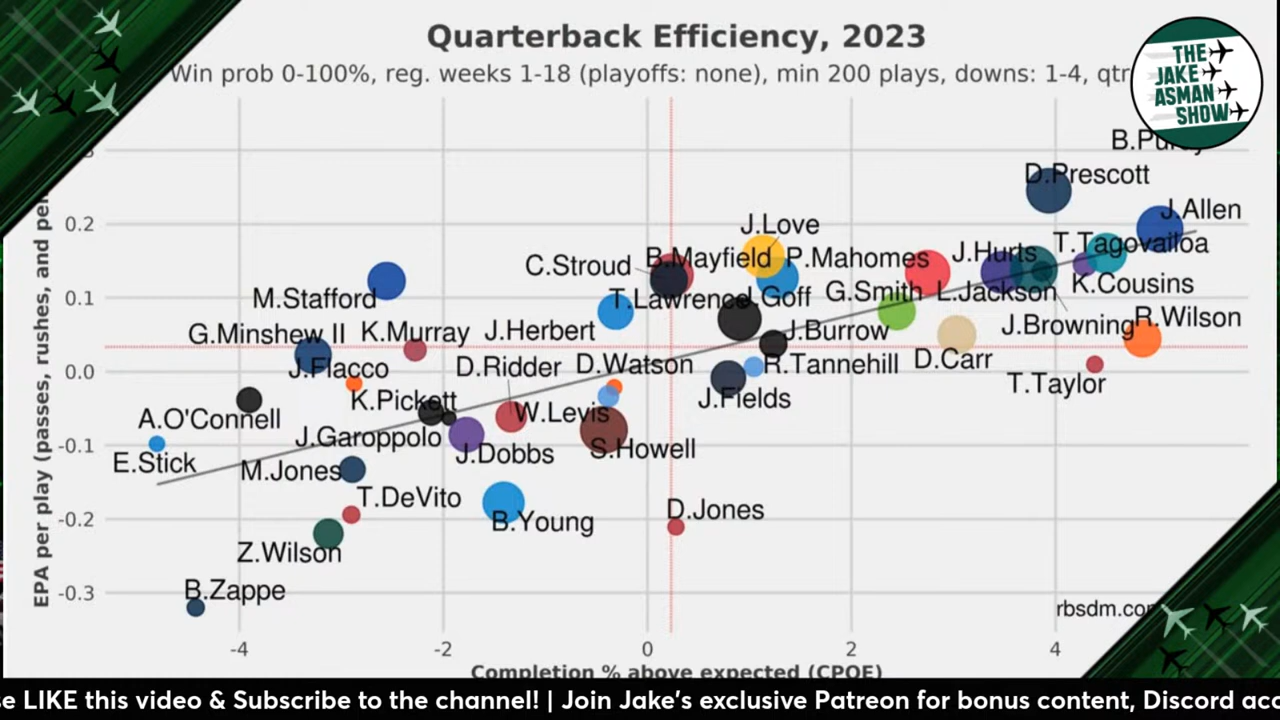 Quarterback Efficiency, 2023
Win prob 0-100%, reg. weeks 1-18 (playoffs: none), min 200 plays, downs: 1-4, qtr
THE
JAKE
ASMAN
SHOW
D.Prescott
J.Allen
J.Love
T.Tagovailoa
C.Stroud
B.Mayfield
P.Mahomes
J.Hurts
K.Cousins
M.Stafford
T.Lawrence
J.Goff
G.Smith
L.Jackson
G.Minshew II
K.Murray
J.Herbert
J.Burrow
J.Browning
R.Wilson
J.Flacco
D.Ridder
D.Watson
R.Tannehill
D.Carr
T.Taylor
K.Pickett
W.Levis
J.Fields
A.O'Connell
J.Garoppolo
J.Dobbs
S.Howell
E.Stick
M.Jones
T.DeVito
B.Young
D.Jones
Z.Wilson
B.Zappe
0.2
0.1
0.0
-0.1
-0.2
-0.3
EPA per play (passes, rushes, and
-4
-2
0
2
4
Completion % above expected (CPOE)
LIKE this video & Subscribe to the channel! | Join Jake's exclusive Patreon for bonus content, Discord